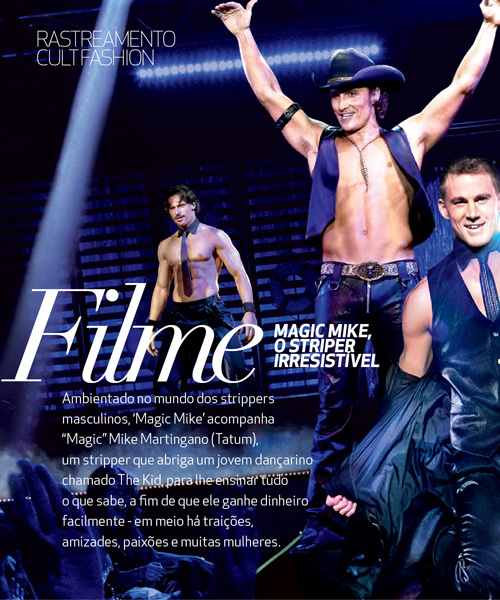 RASTREAMENTO
CULTFASHION
Filme
MAGIC MIKE,
O STRIPER
IRRESISTÍVEL
Ambientado no mundo dos strippers
masculinos, ‘Magic Mike’ acompanha
“Magic” Mike Martingano (Tatum),
um stripper que abriga um jovem dançarino
chamado The Kid, para lhe ensinar tudo
o que sabe, a fim de que ele ganhe dinheiro
facilmente - em meio há traições,
amizades, paixões e muitas mulheres.